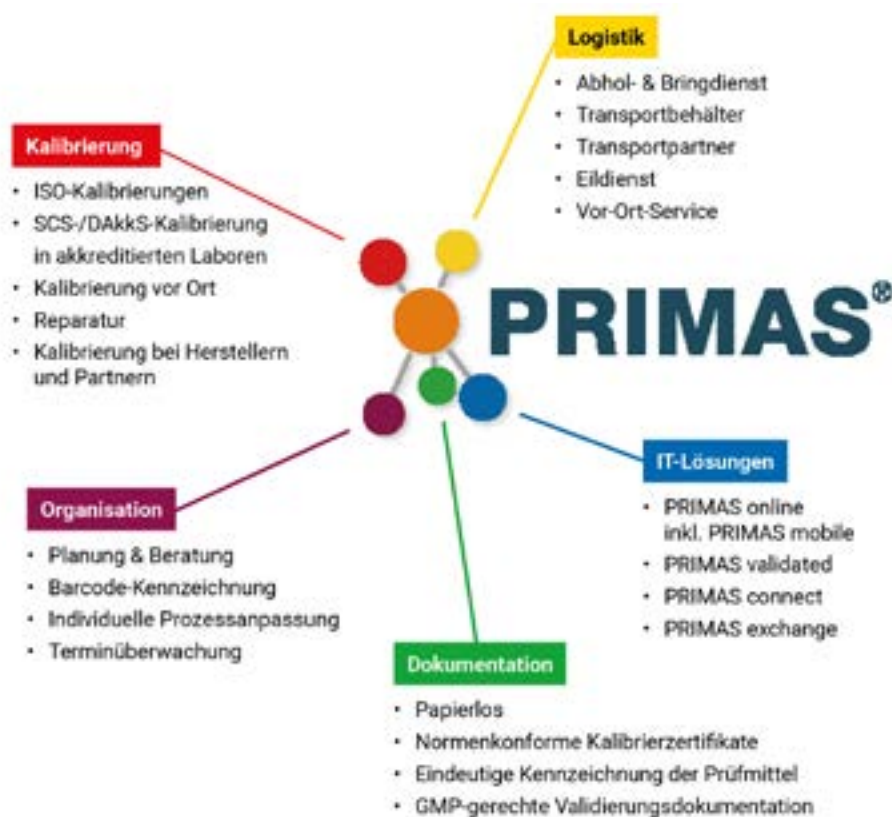 Logistik
• Abhol- & Bringdienst
• Transportbehälter
• Transportpartner
• Eildienst
• Vor-Ort-Service
Kalibrierung
• ISO-Kalibrierungen
• SCS-/DAkkS-Kalibrierung
in akkreditierten Laboren
• Kalibrierung vor Ort
• Reparatur
• Kalibrierung bei Herstellern
und Partnern
PRIMAS®
Organisation
• Planung & Beratung
• Barcode-Kennzeichnung
• Individuelle Prozessanpassung
• Terminüberwachung
IT-Lösungen
• PRIMAS online
inkl. PRIMAS mobile
• PRIMAS validated
• PRIMAS connect
• PRIMAS exchange
Dokumentation
• Papierlos
• Normenkonforme Kalibrierzertifikate
• Eindeutige Kennzeichnung der Prüfmittel
• GMP-gerechte Validierungsdokumentation